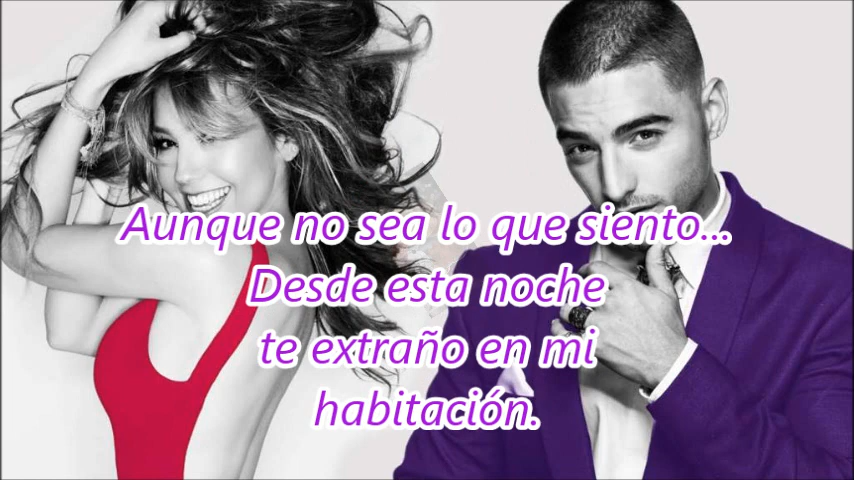 Aunque no sea lo que siento...
Desde esta noche
te extraño en mi
habitación.